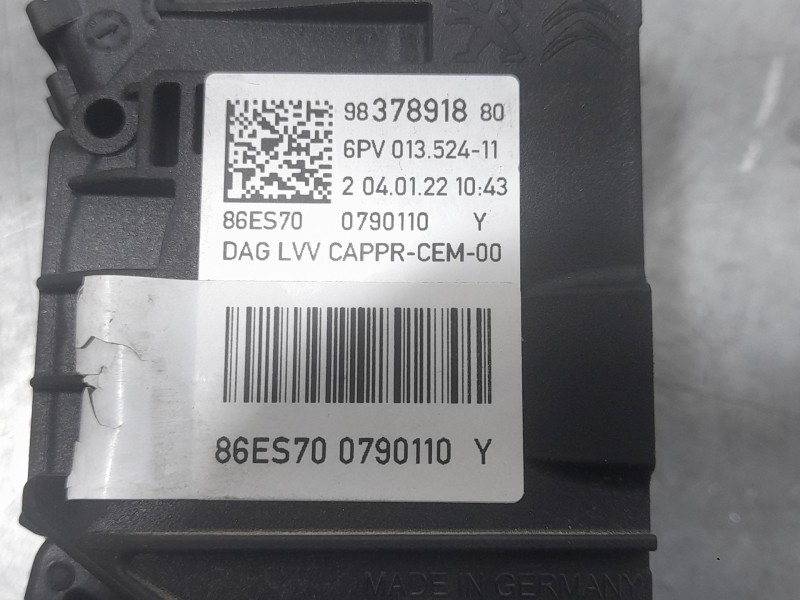 98 378918 80
6PV 013.524-11
2 04.01.22 10:43
86ES70 0790110 Y
DAG LVV CAPPR-CEM-00
86ES70 0790110 Y
MADE IN GERMANY